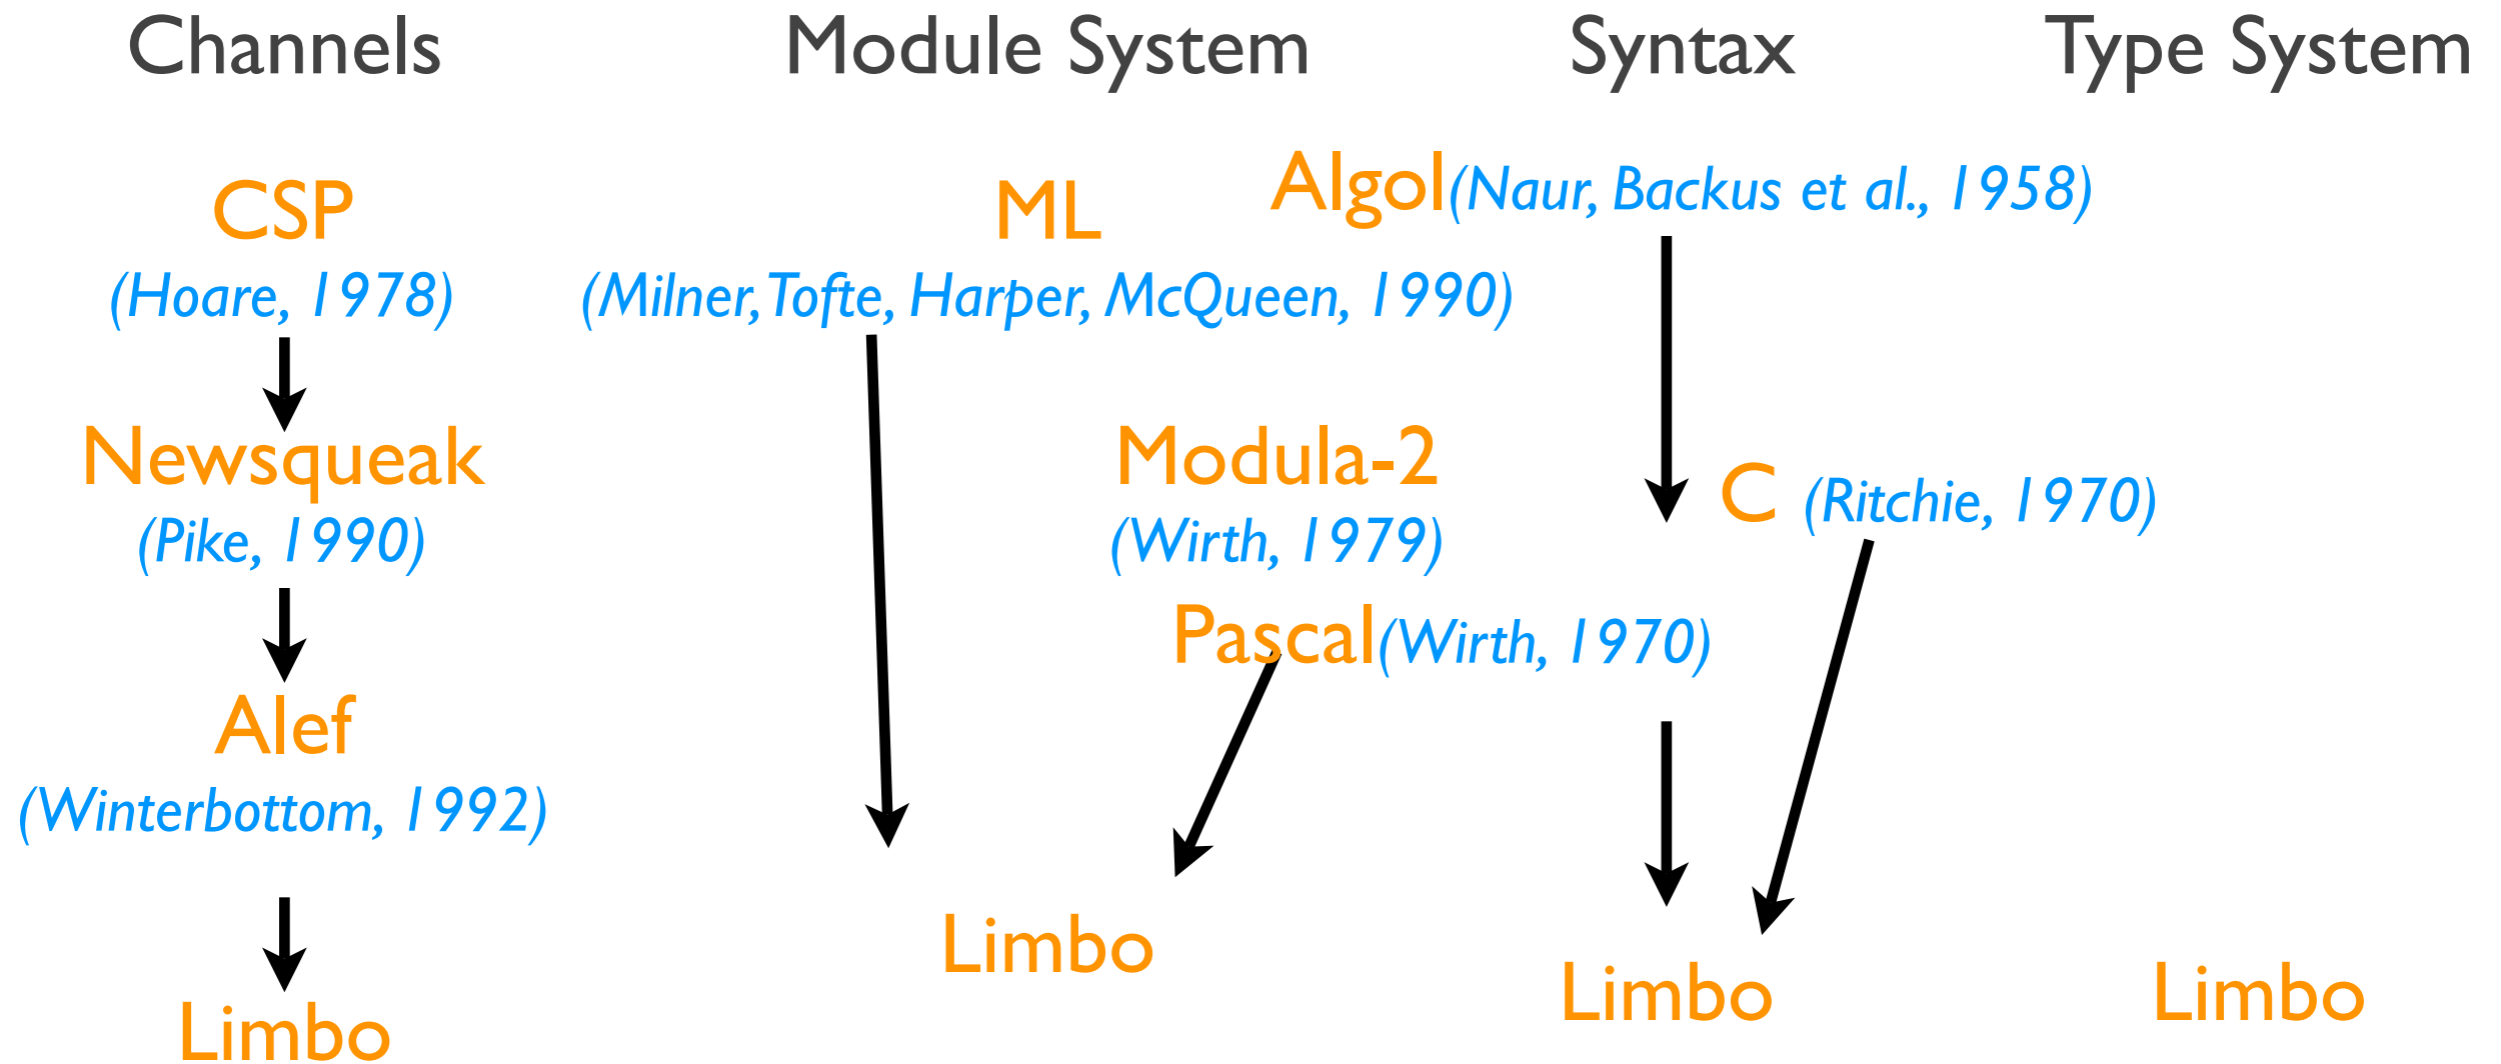 Channels
Module System
Syntax
Type System
CSP
(Hoare, 1978)
Newsqueak
(Pike, 1990)
Alef
(Winterbottom, 1992)
Limbo
ML
(Milner, Tofte, Harper, McQueen, 1990)
Modula-2
(Wirth, 1979)
Limbo
Algol(Naur, Backus et al., 1958)
C (Ritchie, 1970)
Pascal(Wirth, 1970)
Limbo
Limbo